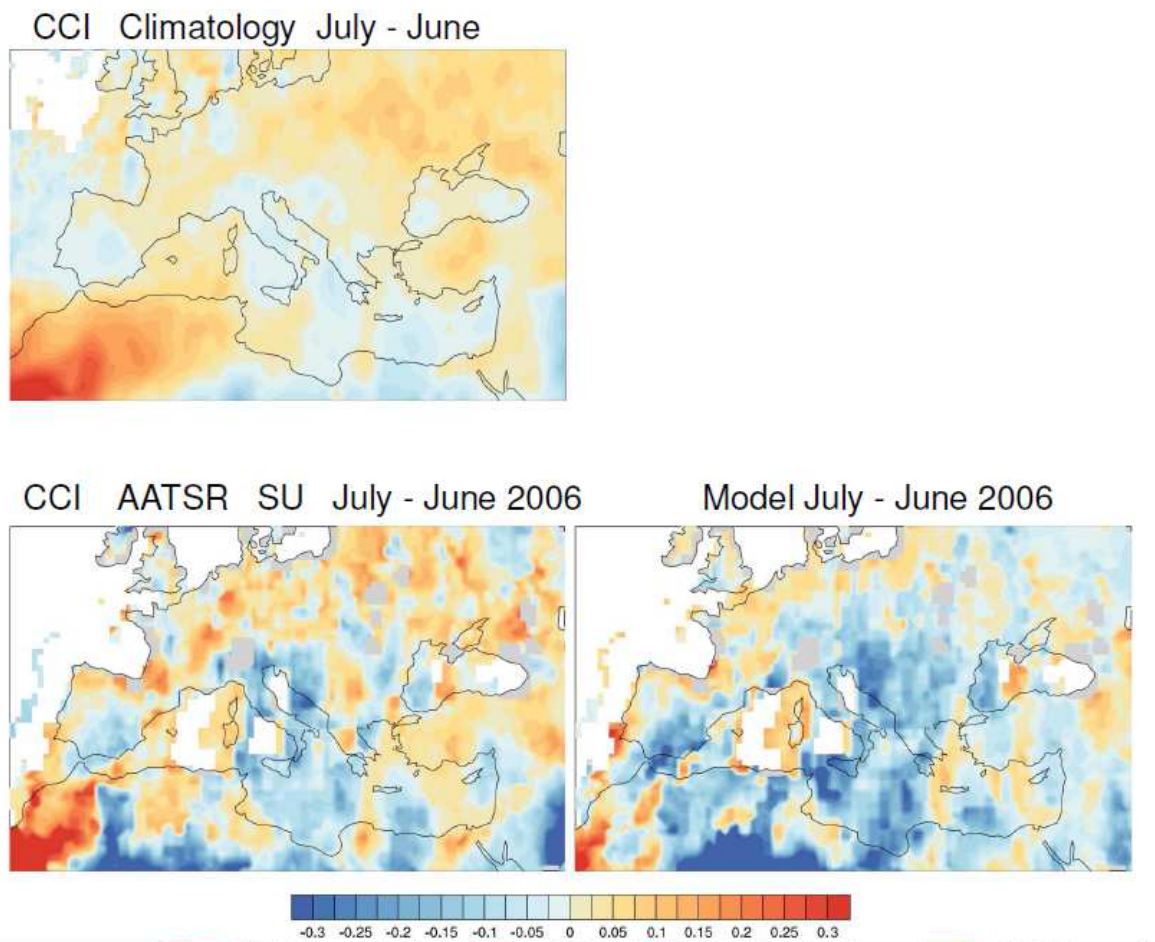 CCI Climatology July - June
CCI AATSR SU July - June 2006
Model July - June 2006
-0.3 -0.25 -0.2 -0.15 -0.1 -0.05 0 0.05 0.1 0.15 0.2 0.25 0.3